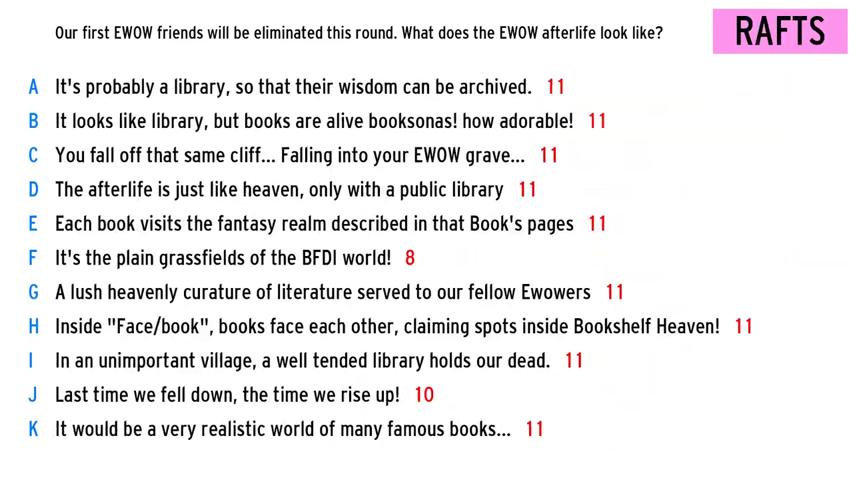 Our first EWOW friends will be eliminated this round. What does the EWOW afterlife look like?
RAFTS
A It's probably a library, so that their wisdom can be archived. 11
B It looks like library, but books are alive booksonas! how adorable! 11
C You fall off that same cliff... Falling into your EWOW grave... 11
D The afterlife is just like heaven, only with a public library 11
E Each book visits the fantasy realm described in that Book's pages 11
F It's the plain grassfields of the BFDI world! 8
G A lush heavenly curature of literature served to our fellow Ewowers 11
H Inside "Face/book", books face each other, claiming spots inside Bookshelf Heaven! 11
I In an unimportant village, a well tended library holds our dead. 11
J Last time we fell down, the time we rise up! 10
K It would be a very realistic world of many famous books... 11